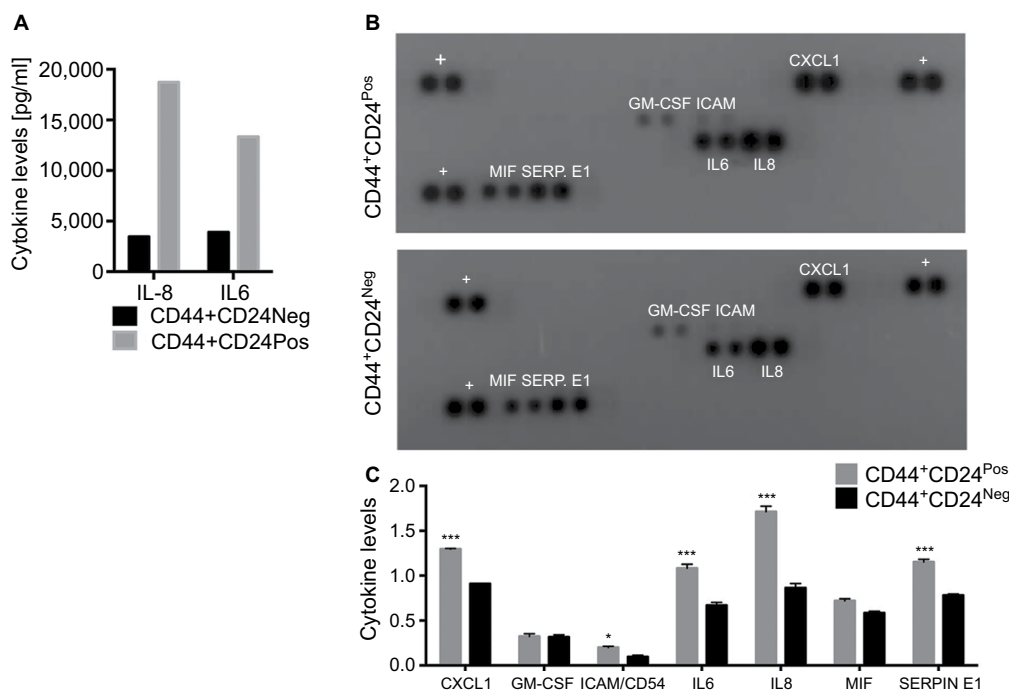 A
Cytokine levels [pg/ml]
20,000
15,000
10,000
5,000
0
IL-8 IL6
CD44+CD24Neg
CD44+CD24Pos
B
CD44+CD24Pos
+ CXCL1 +
GM-CSF ICAM
IL6 IL8
+ MIF SERP. E1
CD44+CD24Neg
+ CXCL1 +
GM-CSF ICAM
IL6 IL8
+ MIF SERP. E1
C
CD44+CD24Pos
CD44+CD24Neg
Cytokine levels
2.0
1.5
1.0
0.5
0.0
*** * *** *** ***
CXCL1 GM-CSF ICAM/CD54 IL6 IL8 MIF SERPIN E1